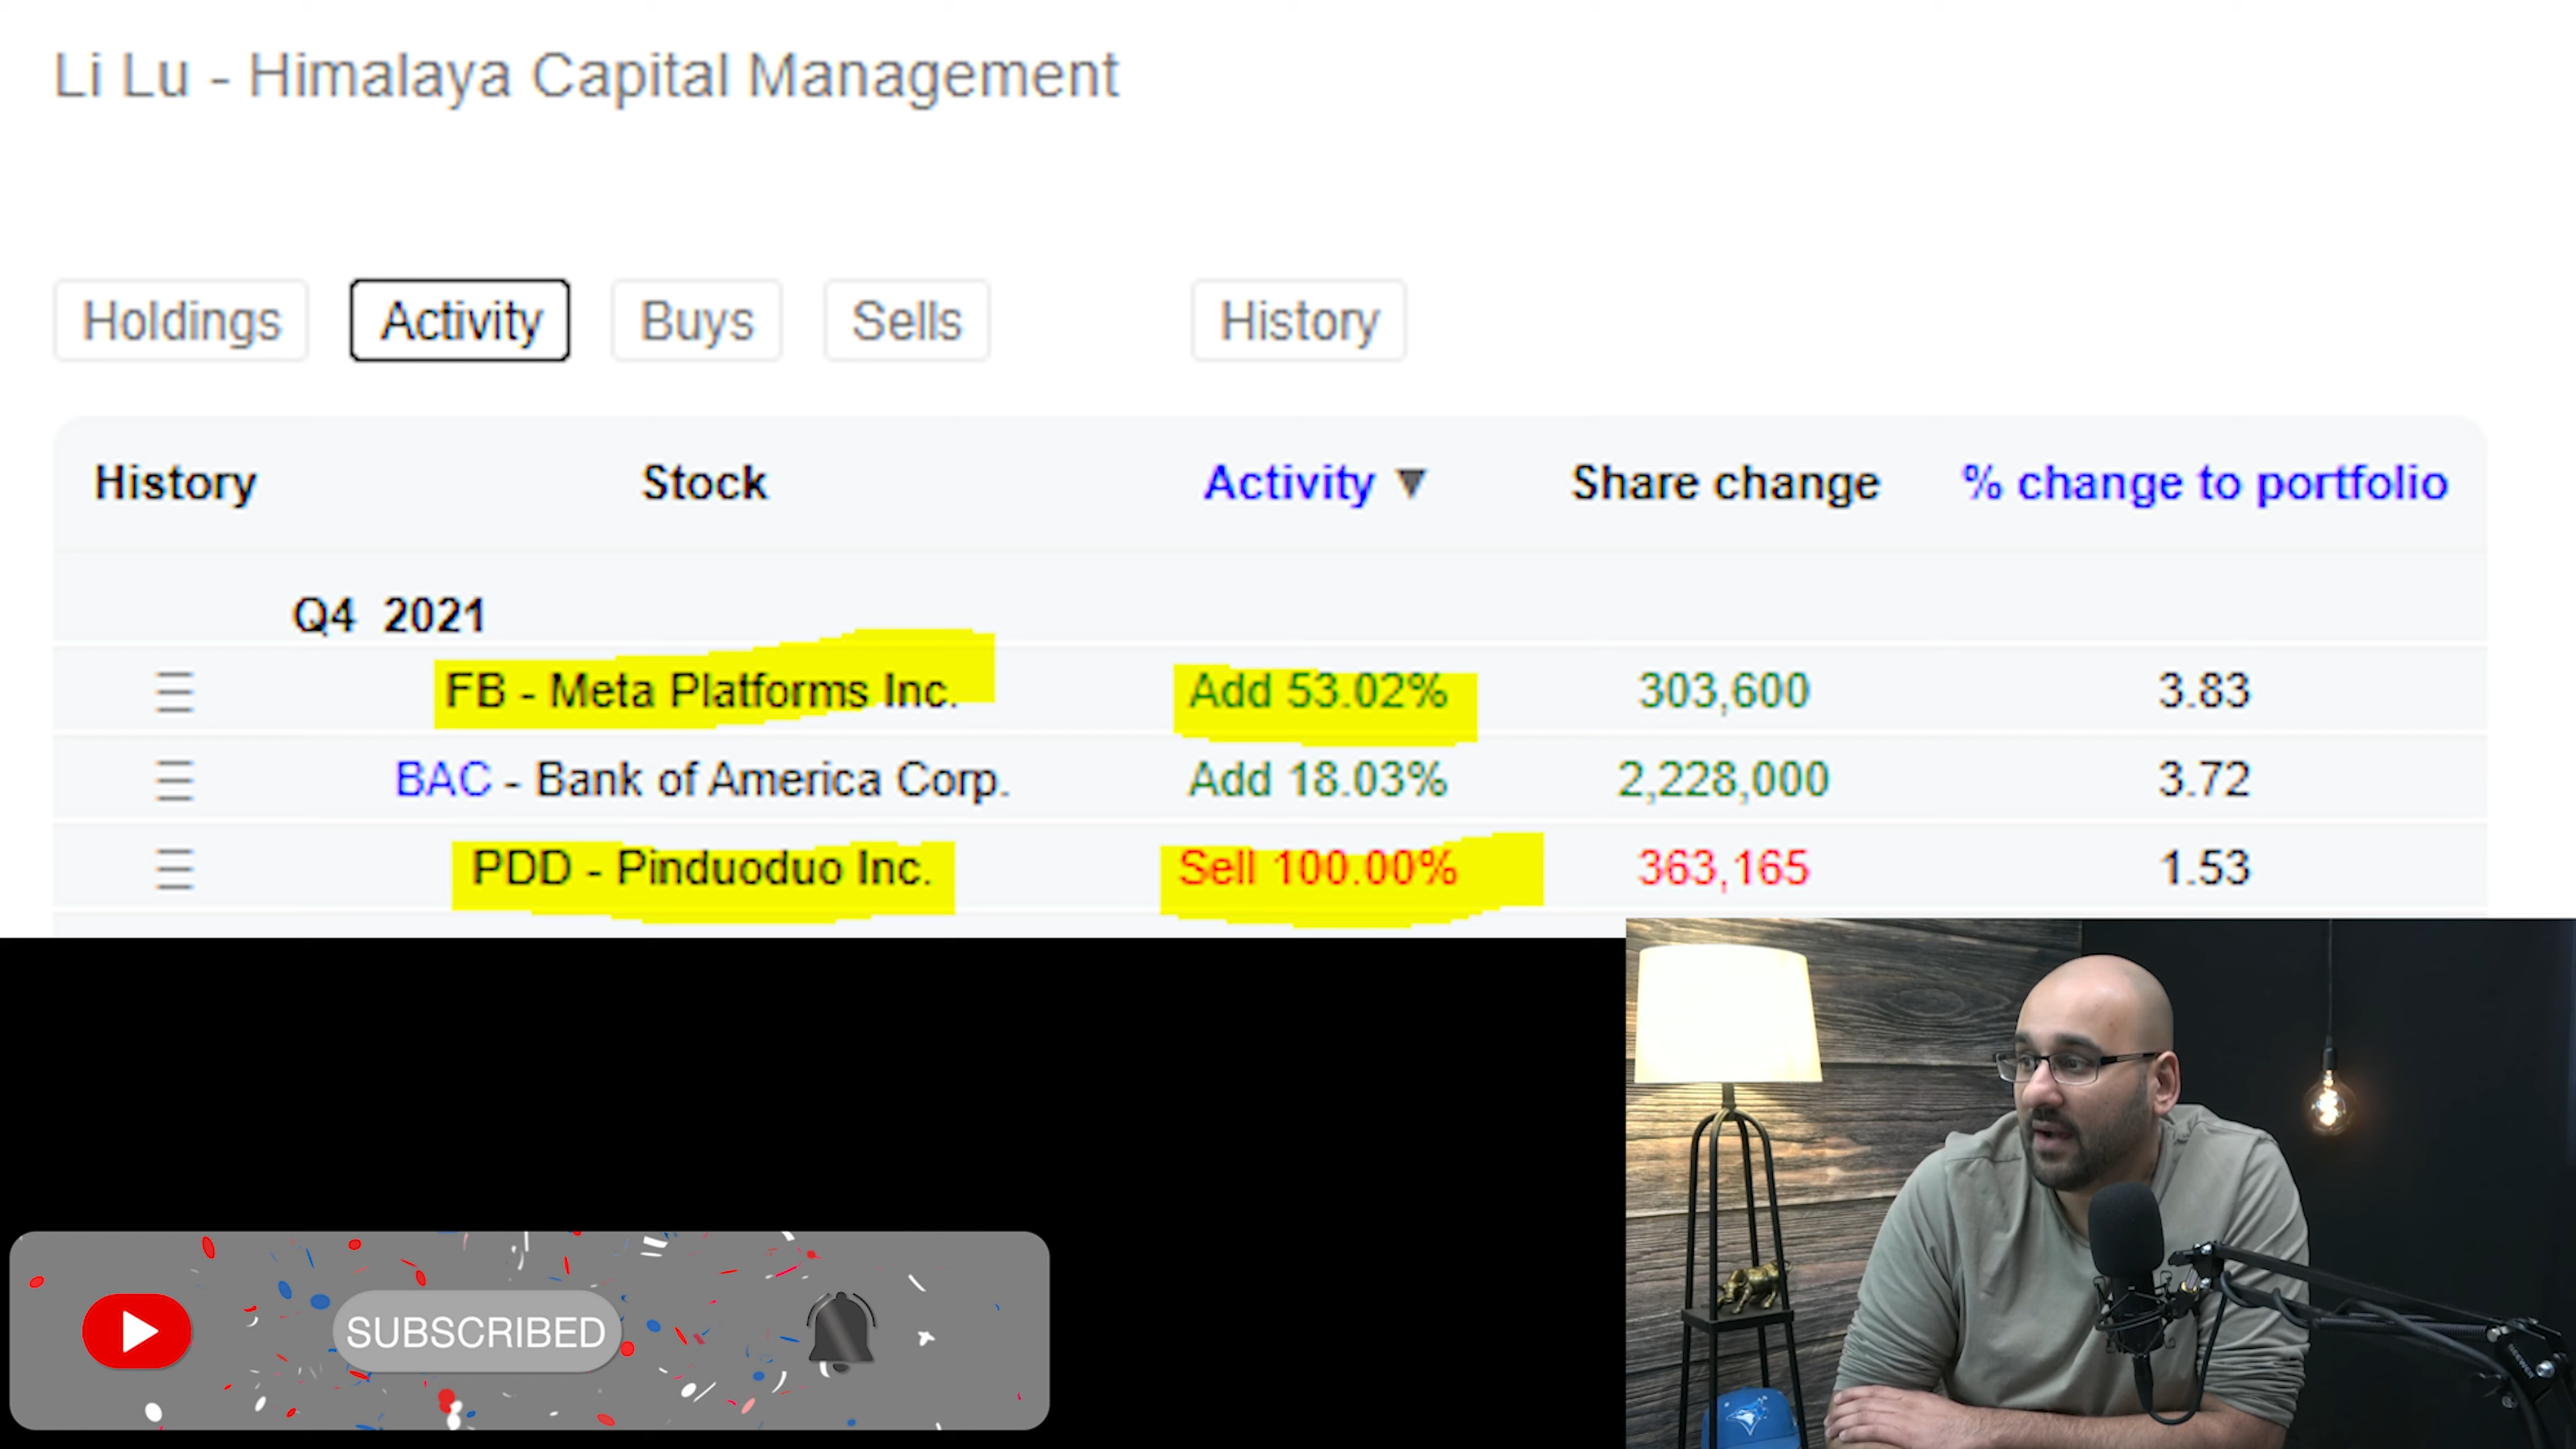 Li Lu - Himalaya Capital Management
Holdings Activity Buys Sells History
History Stock Activity ▼ Share change % change to portfolio
Q4 2021
FB - Meta Platforms Inc. Add 53.02% 303,600 3.83
BAC - Bank of America Corp. Add 18.03% 2,228,000 3.72
PDD - Pinduoduo Inc. Sell 100.00% 363,165 1.53
SUBSCRIBED